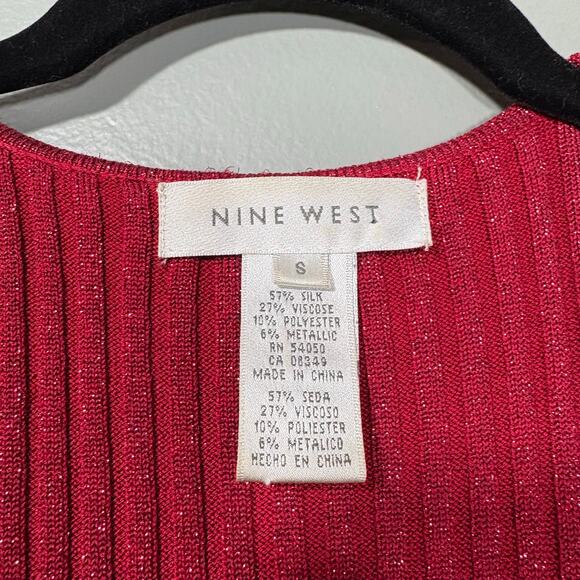 NINE WEST
S
57% SILK
27% VISCOSE
10% POLYESTER
6% METALLIC
RN 54050
CA 08349
MADE IN CHINA
57% SEDA
27% VISCOSO
10% POLIESTER
6% METALICO
HECHO EN CHINA